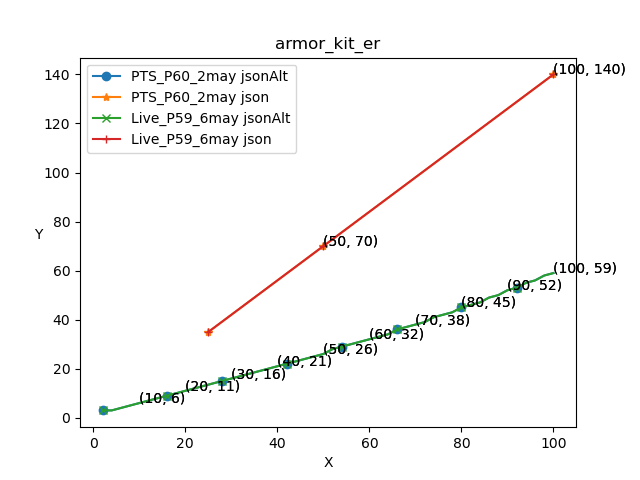 armor_kit_er
PTS_P60_2may jsonAlt
PTS_P60_2may json
Live_P59_6may jsonAlt
Live_P59_6may json
(100, 140)
(50, 70)
(100, 59)
(90, 52)
(80, 45)
(70, 38)
(60, 32)
(50, 26)
(40, 21)
(30, 16)
(20, 11)
(10, 6)
140
120
100
80
60
40
20
0
Y
0 20 40 60 80 100
X